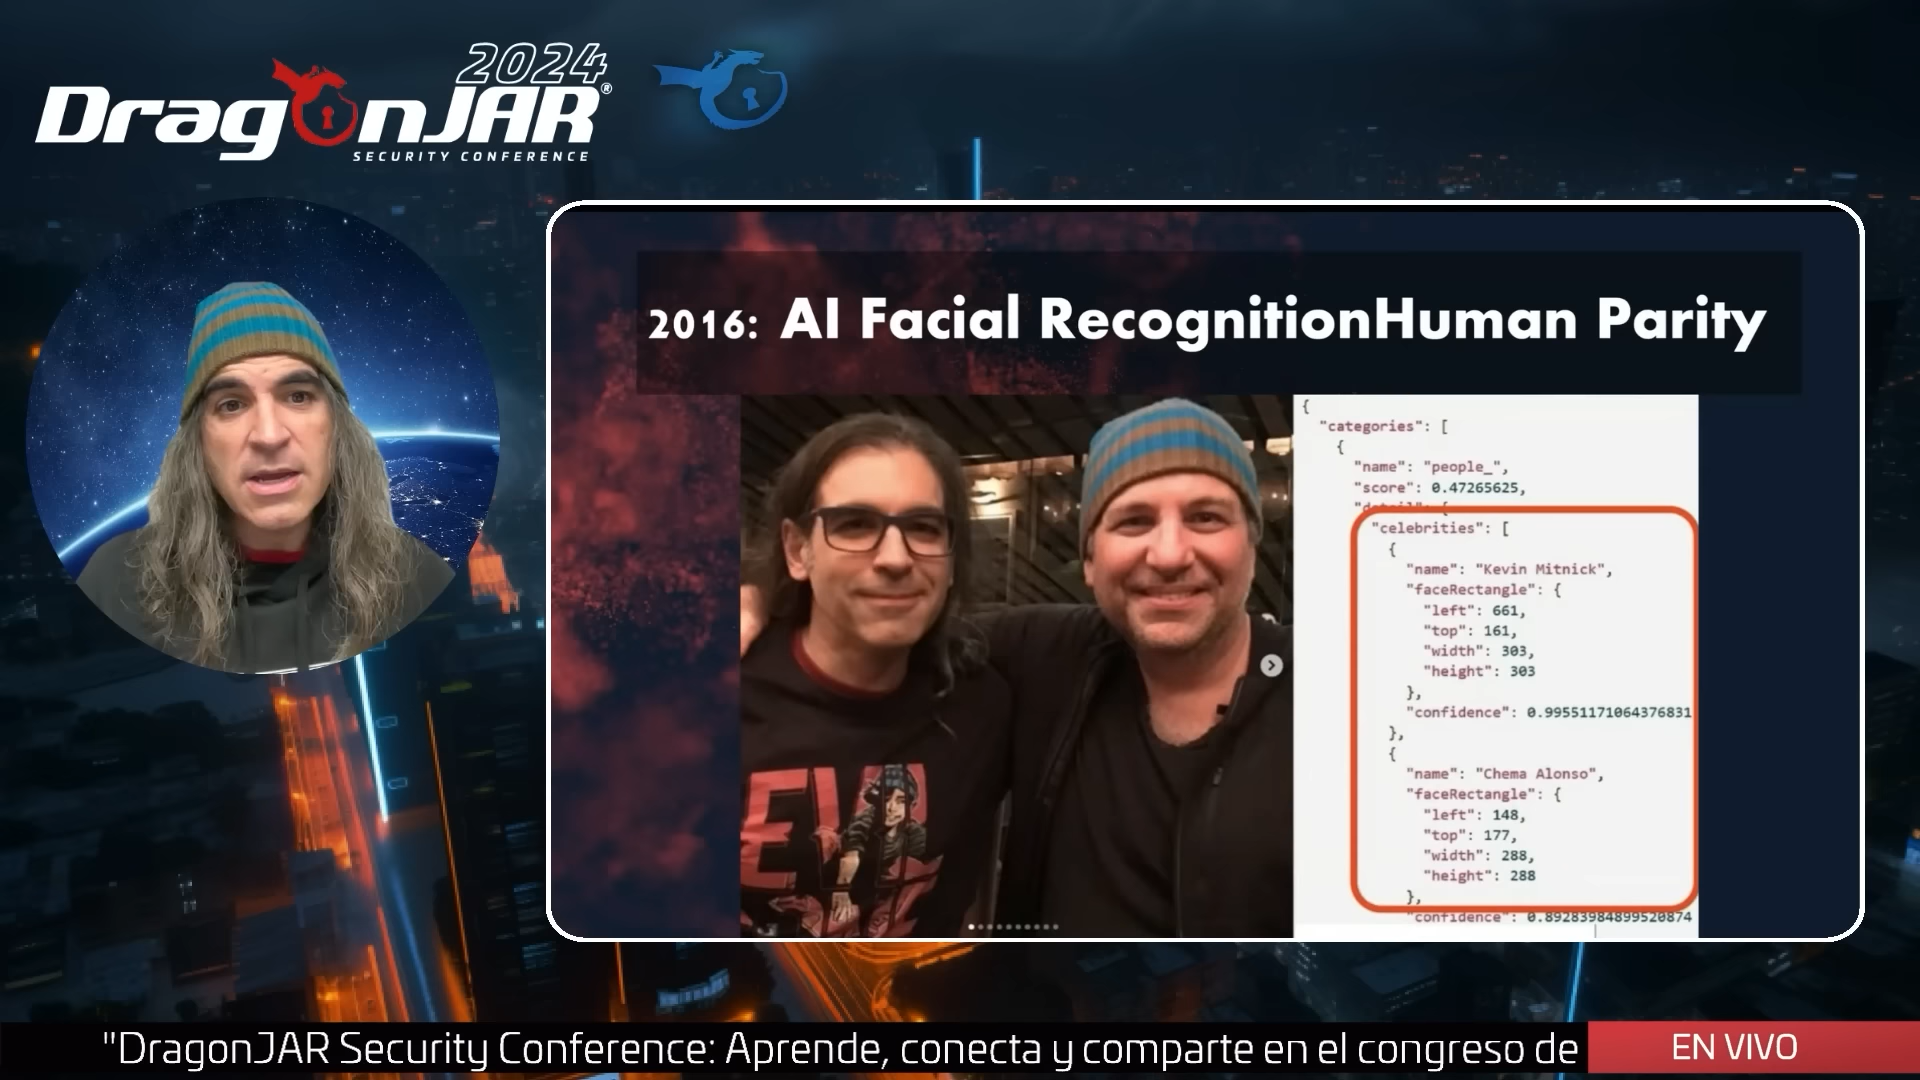 2024
DragonJAR®
SECURITY CONFERENCE
2016: AI Facial RecognitionHuman Parity
{
"categories": [
{
"name": "people_",
"score": 0.47265625,
"detail": {
"celebrities": [
{
"name": "Kevin Mitnick",
"faceRectangle": {
"left": 661,
"top": 161,
"width": 303,
"height": 303
},
"confidence": 0.99551171064376831
},
{
"name": "Chema Alonso",
"faceRectangle": {
"left": 148,
"top": 177,
"width": 288,
"height": 288
},
"confidence": 0.89283984899520874
"DragonJAR Security Conference: Aprende, conecta y comparte en el congreso de
EN VIVO